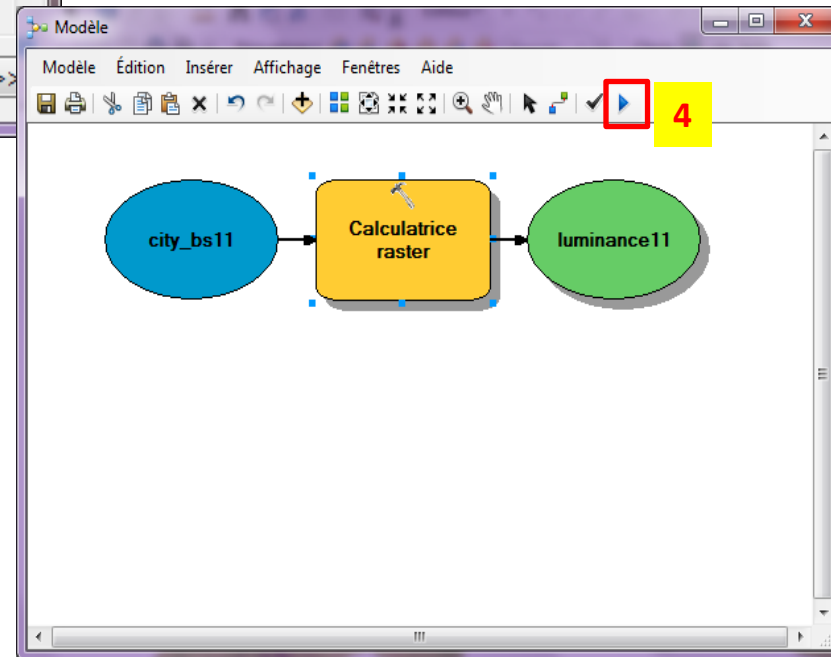 Modèle
Modèle Édition Insérer Affichage Fenêtres Aide
4
city_bs11
Calculatrice
raster
luminance11